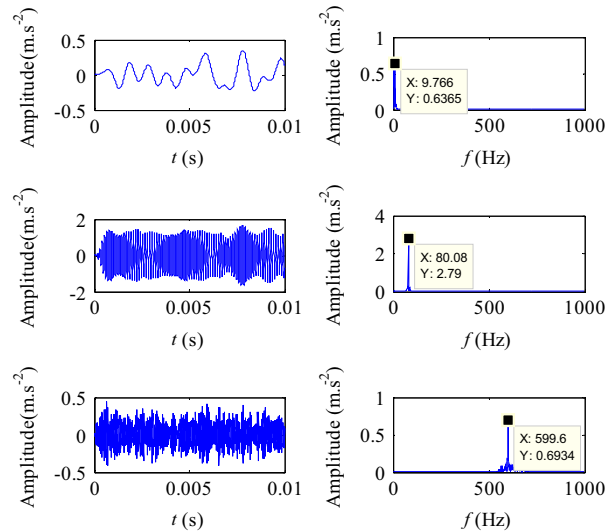 Amplitude(m.s-2)
0.5
0
-0.5
0 0.005 0.01
t (s)
Amplitude (m.s-2)
1
0.5
0
X: 9.766
Y: 0.6365
0 500 1000
f (Hz)
Amplitude(m.s-2)
2
0
-2
0 0.005 0.01
t (s)
Amplitude (m.s-2)
4
2
0
X: 80.08
Y: 2.79
0 500 1000
f (Hz)
Amplitude(m.s-2)
0.5
0
-0.5
0 0.005 0.01
t (s)
Amplitude (m.s-2)
1
0.5
0
X: 599.6
Y: 0.6934
0 500 1000
f (Hz)